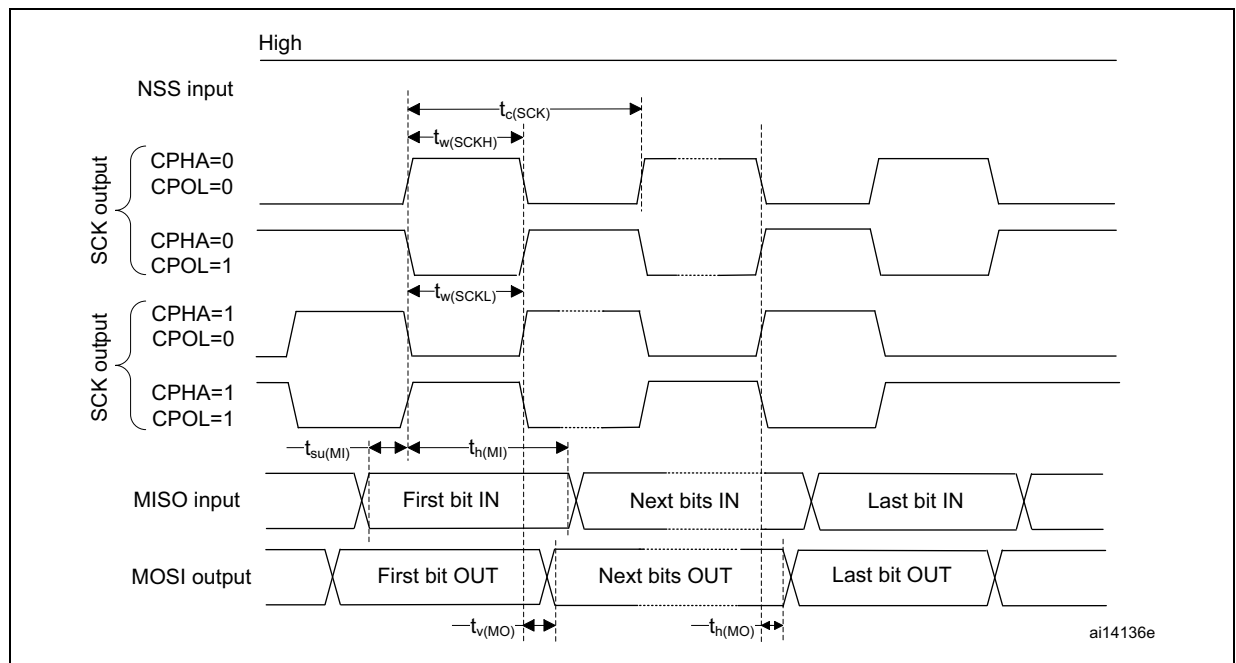 High
NSS input
tc(SCK)
tw(SCKH)
SCK output
CPHA=0
CPOL=0
CPHA=0
CPOL=1
tw(SCKL)
SCK output
CPHA=1
CPOL=0
CPHA=1
CPOL=1
tsu(MI)
th(MI)
MISO input
First bit IN
Next bits IN
Last bit IN
MOSI output
First bit OUT
Next bits OUT
Last bit OUT
tv(MO)
th(MO)
ai14136e